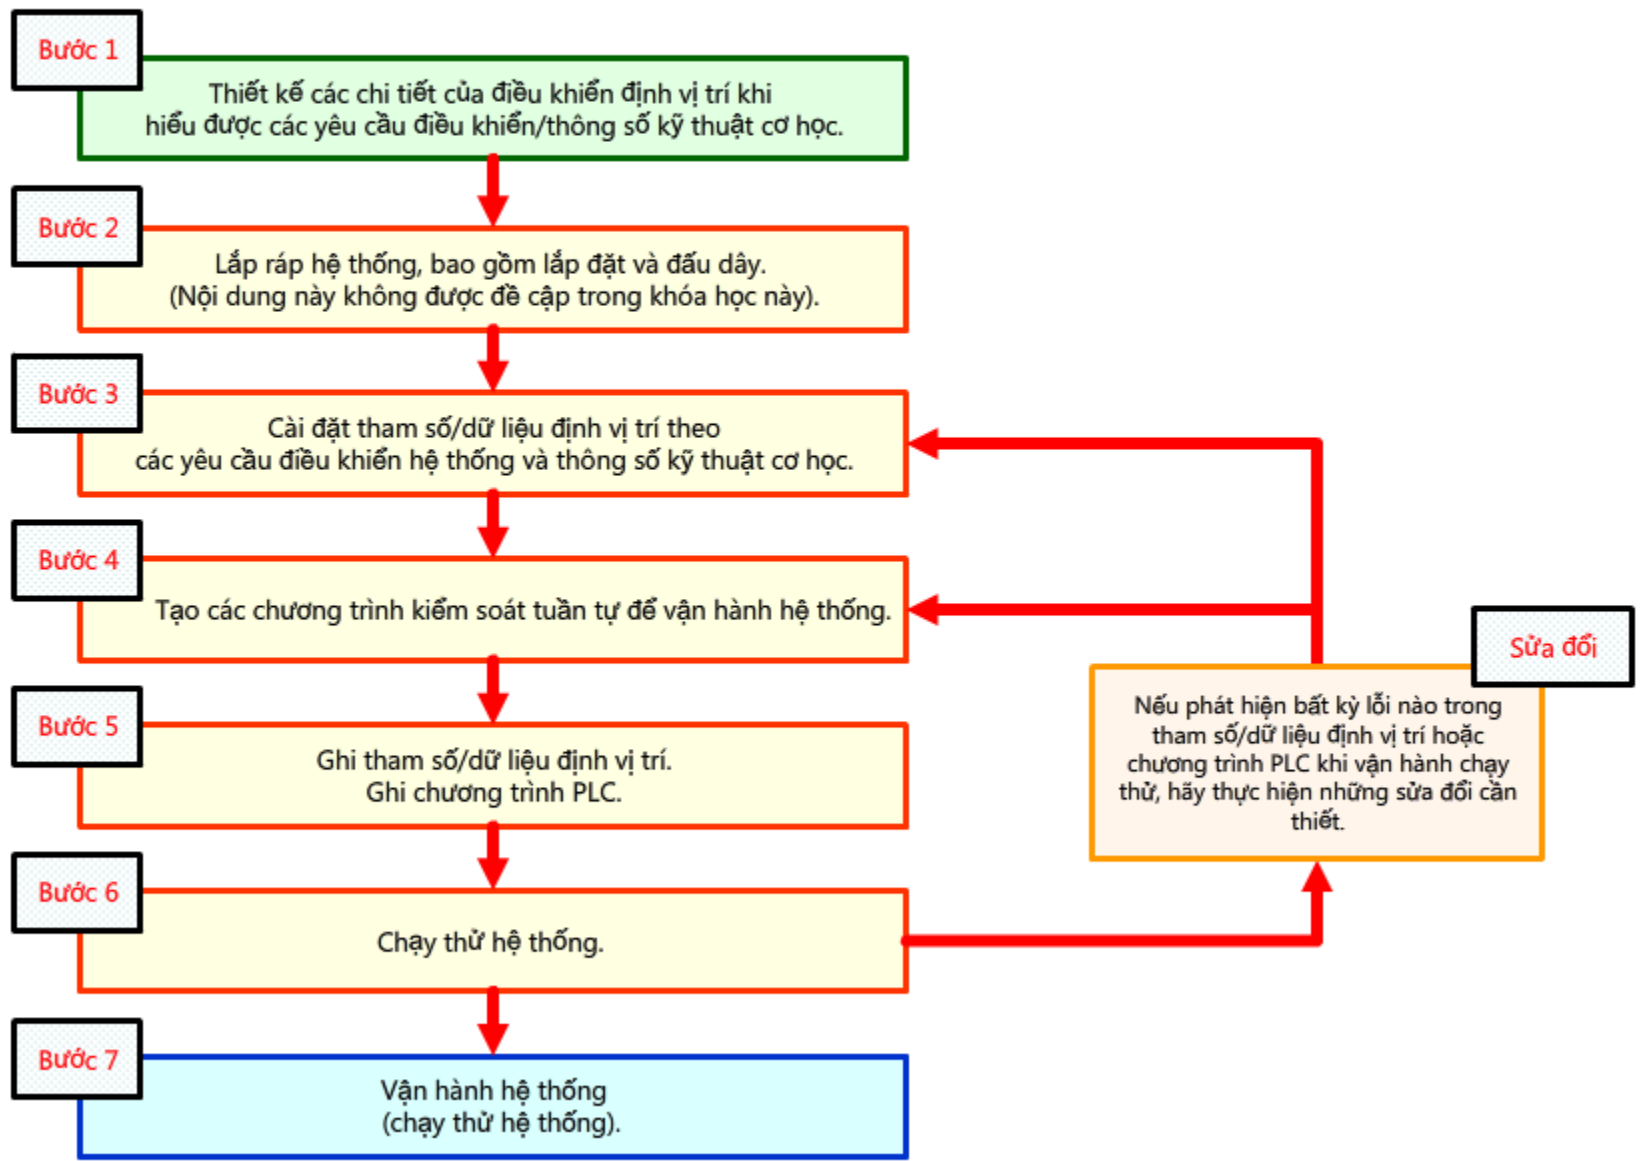 Bước 1
Thiết kế các chi tiết của điều khiển định vị trí khi
hiểu được các yêu cầu điều khiển/thông số kỹ thuật cơ học.
Bước 2
Lắp ráp hệ thống, bao gồm lắp đặt và đấu dây.
(Nội dung này không được đề cập trong khóa học này).
Bước 3
Cài đặt tham số/dữ liệu định vị trí theo
các yêu cầu điều khiển hệ thống và thông số kỹ thuật cơ học.
Bước 4
Tạo các chương trình kiểm soát tuần tự để vận hành hệ thống.
Sửa đổi
Nếu phát hiện bất kỳ lỗi nào trong
tham số/dữ liệu định vị trí hoặc
chương trình PLC khi vận hành chạy
thử, hãy thực hiện những sửa đổi cần
thiết.
Bước 5
Ghi tham số/dữ liệu định vị trí.
Ghi chương trình PLC.
Bước 6
Chạy thử hệ thống.
Bước 7
Vận hành hệ thống
(chạy thử hệ thống).